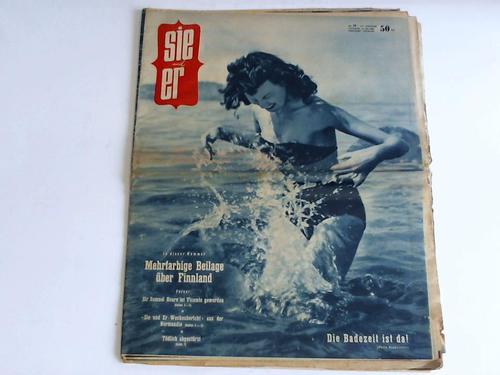 sie
und
er
50
In dieser Nummer
Mehrfarbige Beilage
über Finnland
Ferner:
Sir Samuel Hoare ist Viscomte geworden
«Sie und Er Wochenbericht» aus der
Normandie
Tödlich abgestürzt
Die Badezeit ist da!